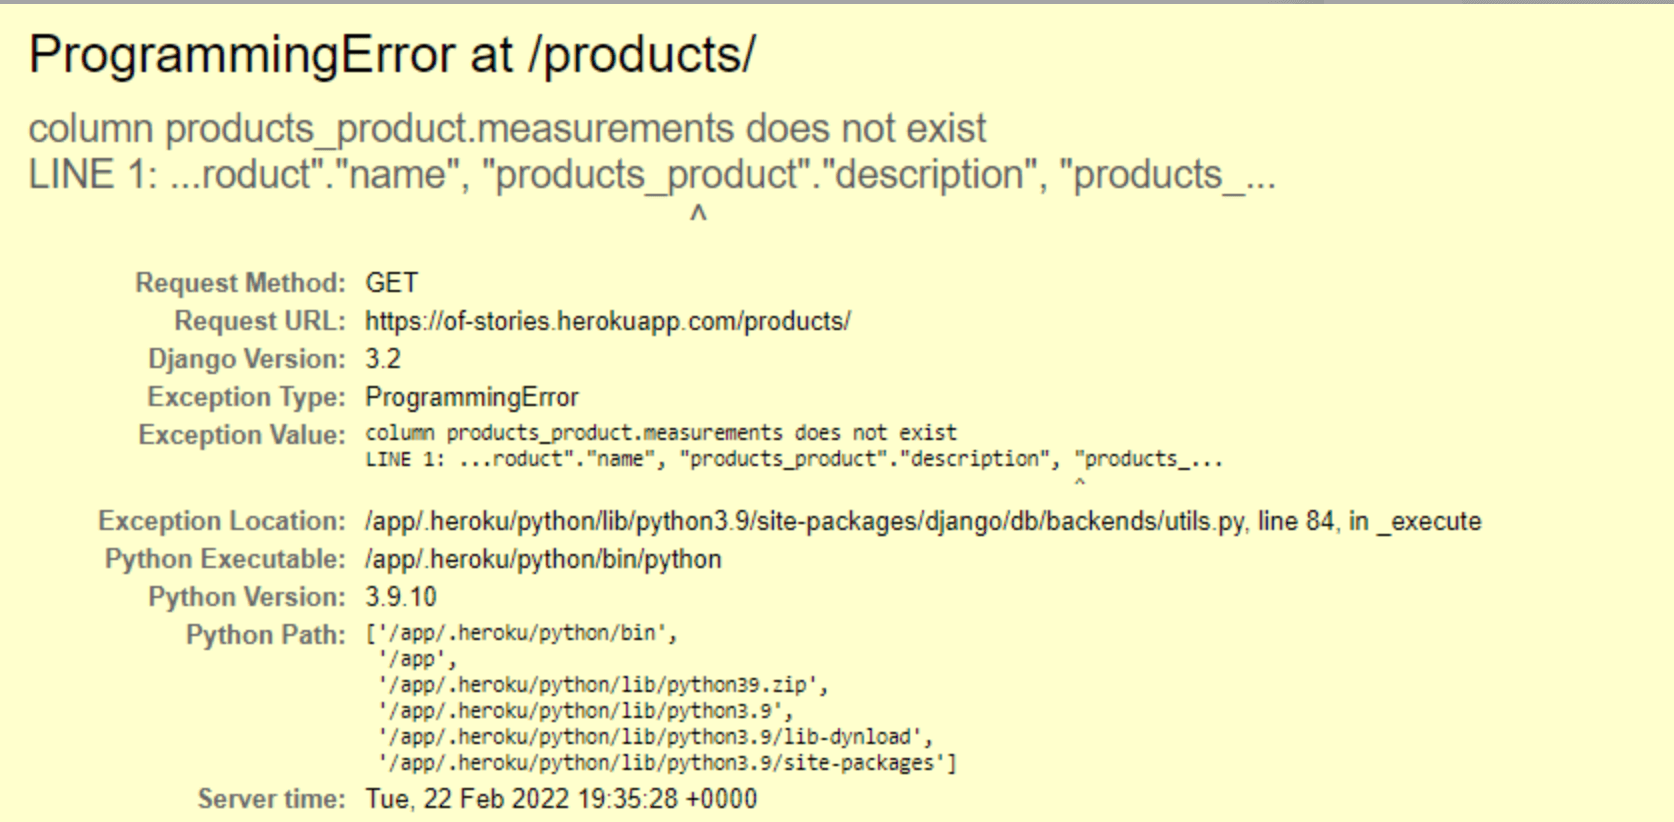 ProgrammingError at /products/
column products_product.measurements does not exist
LINE 1: ...roduct"."name", "products_product"."description", "products_...
^
Request Method: GET
Request URL: https://of-stories.herokuapp.com/products/
Django Version: 3.2
Exception Type: ProgrammingError
Exception Value: column products_product.measurements does not exist
LINE 1: ...roduct"."name", "products_product"."description", "products_...
^
Exception Location: /app/.heroku/python/lib/python3.9/site-packages/django/db/backends/utils.py, line 84, in _execute
Python Executable: /app/.heroku/python/bin/python
Python Version: 3.9.10
Python Path: ['/app/.heroku/python/bin',
'/app',
'/app/.heroku/python/lib/python39.zip',
'/app/.heroku/python/lib/python3.9',
'/app/.heroku/python/lib/python3.9/lib-dynload',
'/app/.heroku/python/lib/python3.9/site-packages']
Server time: Tue, 22 Feb 2022 19:35:28 +0000